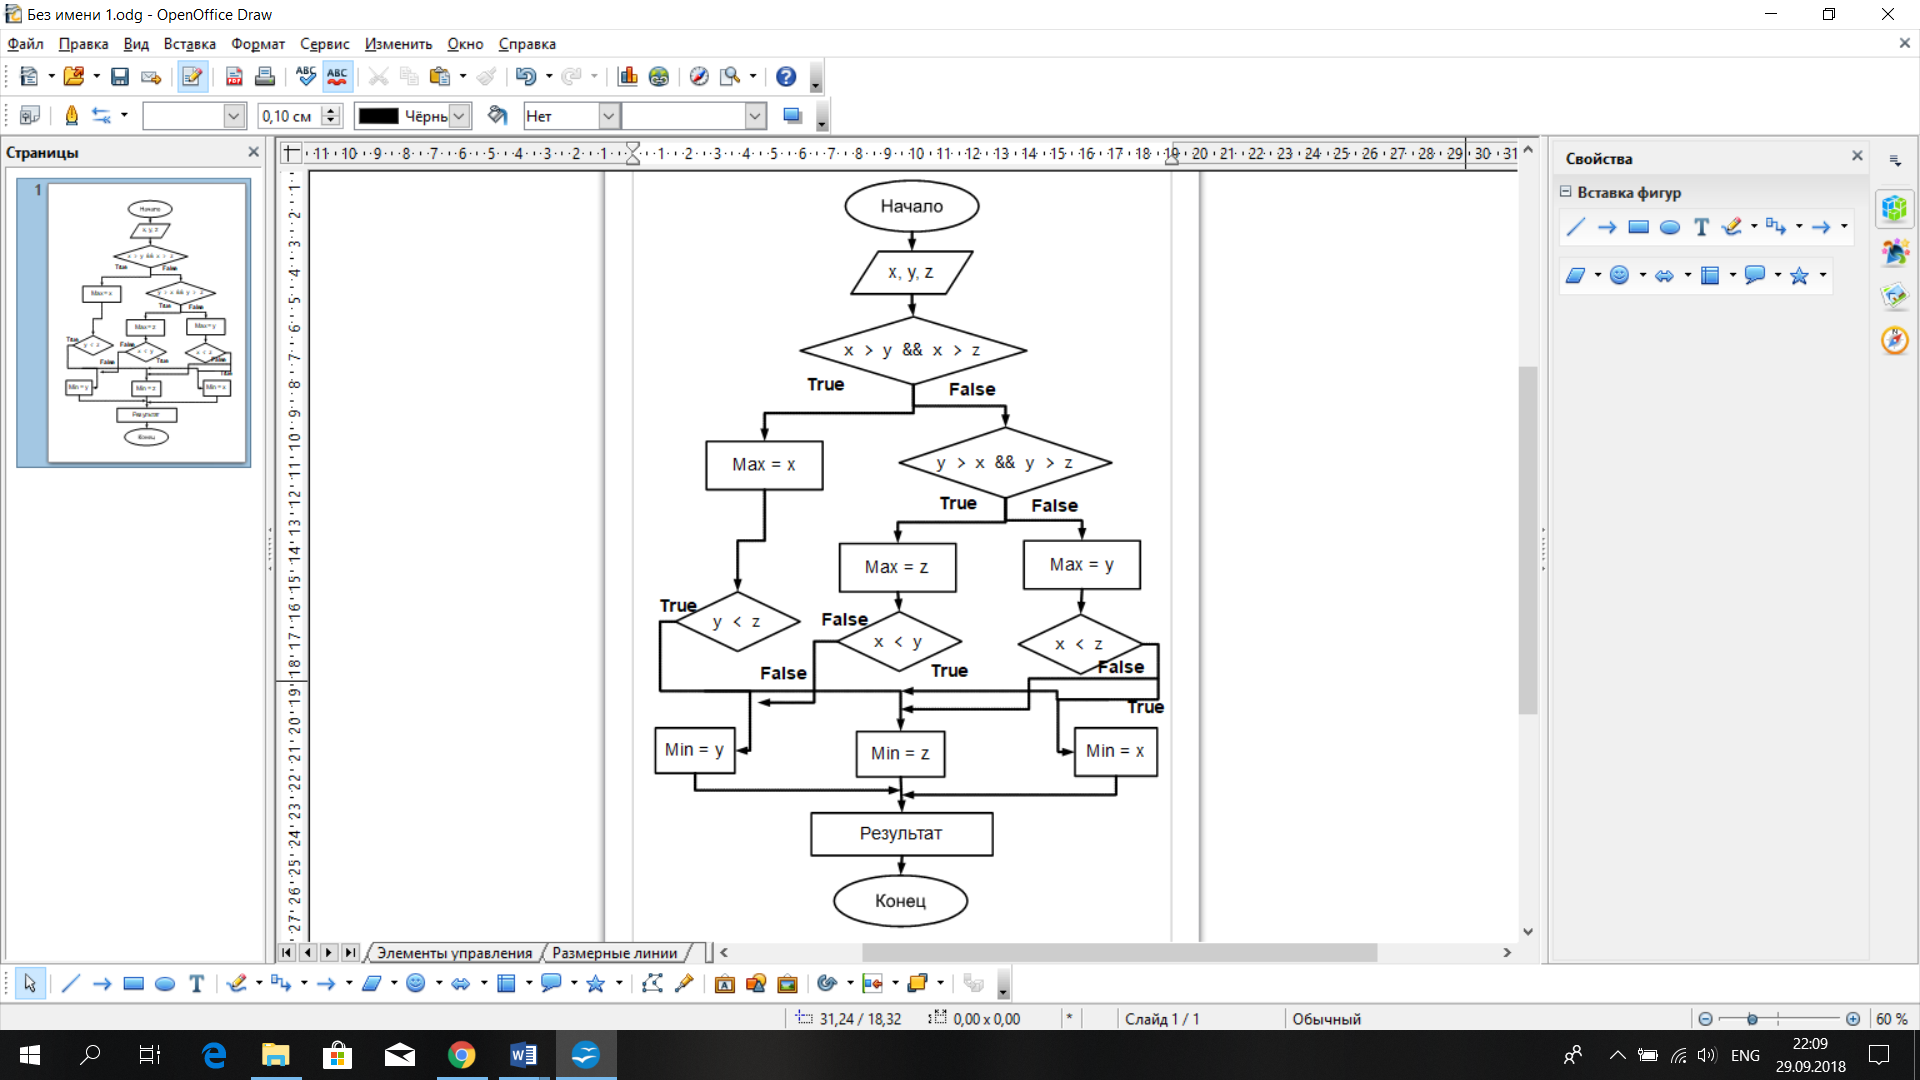 Без имени 1.odg - OpenOffice Draw
Файл Правка Вид Вставка Формат Сервис Изменить Окно Справка
0,10 см
Чёрнь
Нет
Страницы
1
Начало
x, y, z
x > y && x > z
True
False
Max = x
y > x && y > z
True
False
Max = z
Max = y
True
y < z
False
x < y
x < z
False
True
False
True
Min = y
Min = z
Min = x
Результат
Конец
Свойства
Вставка фигур
Элементы управления
Размерные линии
31,24 / 18,32
0,00 x 0,00
*
Слайд 1 / 1
Обычный
60 %
ENG
22:09
29.09.2018